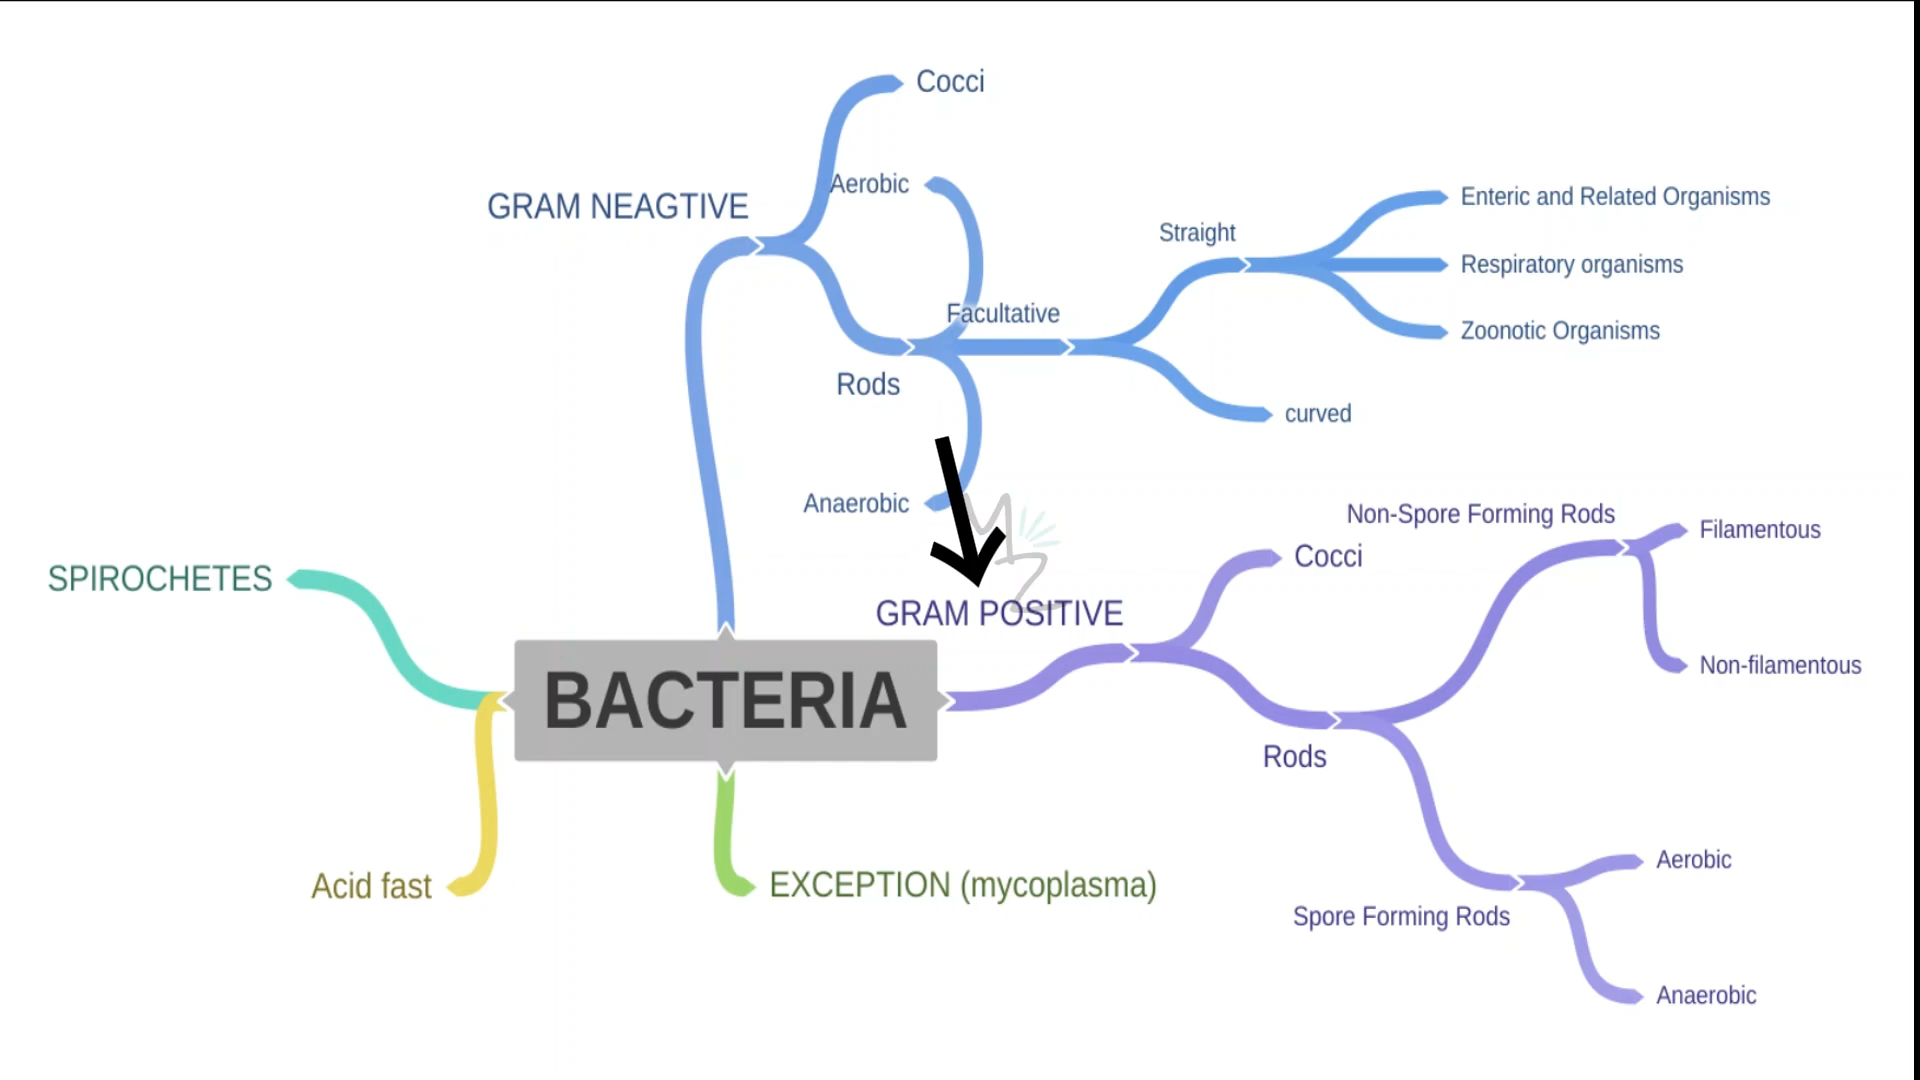 Cocci
Aerobic
GRAM NEAGTIVE
Enteric and Related Organisms
Straight
Respiratory organisms
Facultative
Zoonotic Organisms
Rods
curved
Anaerobic
Non-Spore Forming Rods
Filamentous
Cocci
SPIROCHETES
GRAM POSITIVE
Non-filamentous
BACTERIA
Rods
Aerobic
Acid fast
EXCEPTION (mycoplasma)
Spore Forming Rods
Anaerobic